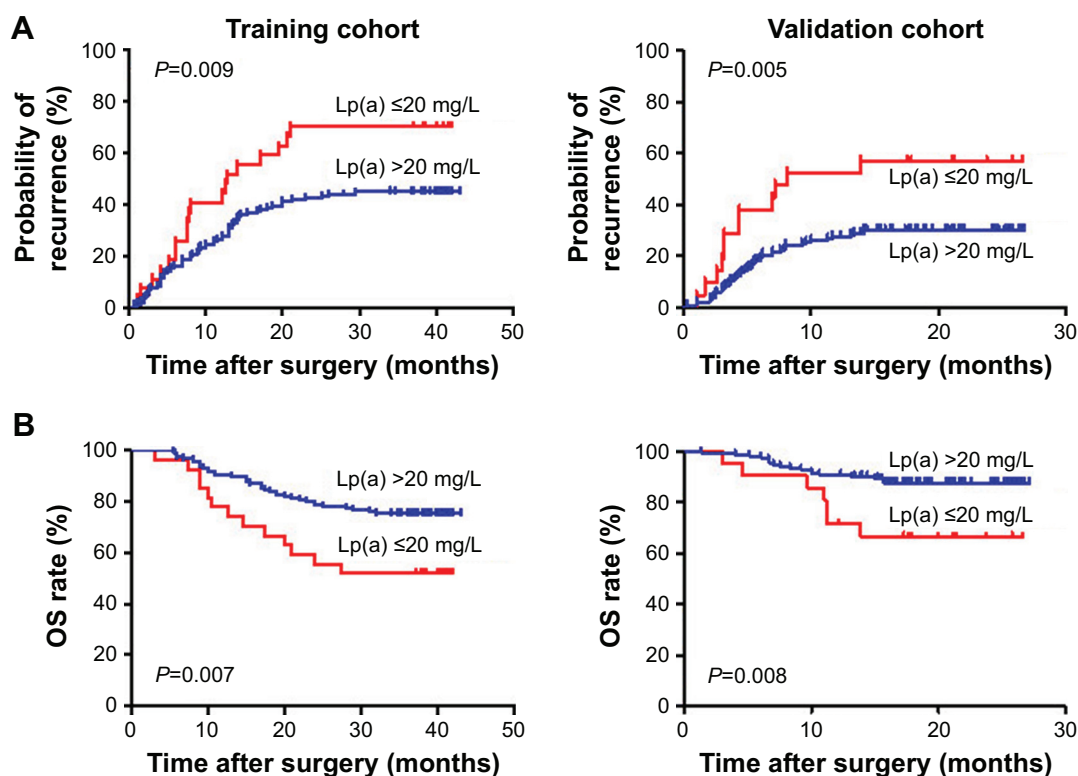 A
Training cohort
Probability of
recurrence (%)
100
80
60
40
20
0
P=0.009
Lp(a) ≤20 mg/L
Lp(a) >20 mg/L
0 10 20 30 40 50
Time after surgery (months)
Validation cohort
Probability of
recurrence (%)
100
80
60
40
20
0
P=0.005
Lp(a) ≤20 mg/L
Lp(a) >20 mg/L
0 10 20 30
Time after surgery (months)
B
OS rate (%)
100
80
60
40
20
0
Lp(a) >20 mg/L
Lp(a) ≤20 mg/L
P=0.007
0 10 20 30 40 50
Time after surgery (months)
OS rate (%)
100
80
60
40
20
0
Lp(a) >20 mg/L
Lp(a) ≤20 mg/L
P=0.008
0 10 20 30
Time after surgery (months)